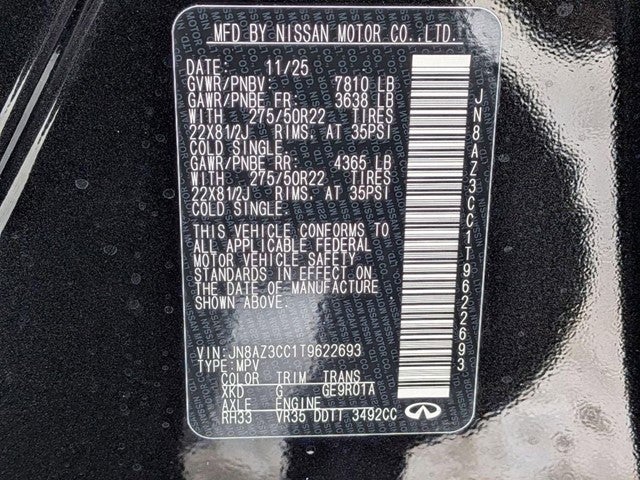 MFD BY NISSAN MOTOR CO.,LTD.
DATE: 11/25
GVWR/PNBV: 7810 LB
GAWR/PNBE FR: 3638 LB
WITH 275/50R22 TIRES
22X81/2J RIMS. AT 35PSI
COLD SINGLE.
GAWR/PNBE RR: 4365 LB
WITH 275/50R22 TIRES
22X81/2J RIMS. AT 35PSI
COLD SINGLE.
THIS VEHICLE CONFORMS TO
ALL APPLICABLE FEDERAL
MOTOR VEHICLE SAFETY
STANDARDS IN EFFECT ON
THE DATE OF MANUFACTURE
SHOWN ABOVE.
VIN:JN8AZ3CC1T9622693
TYPE:MPV
COLOR TRIM TRANS
XKD G GE9R01A
AXLE ENGINE
RH33 VR35 DDTT 3492CC
JN8AZ3CC1T9622693